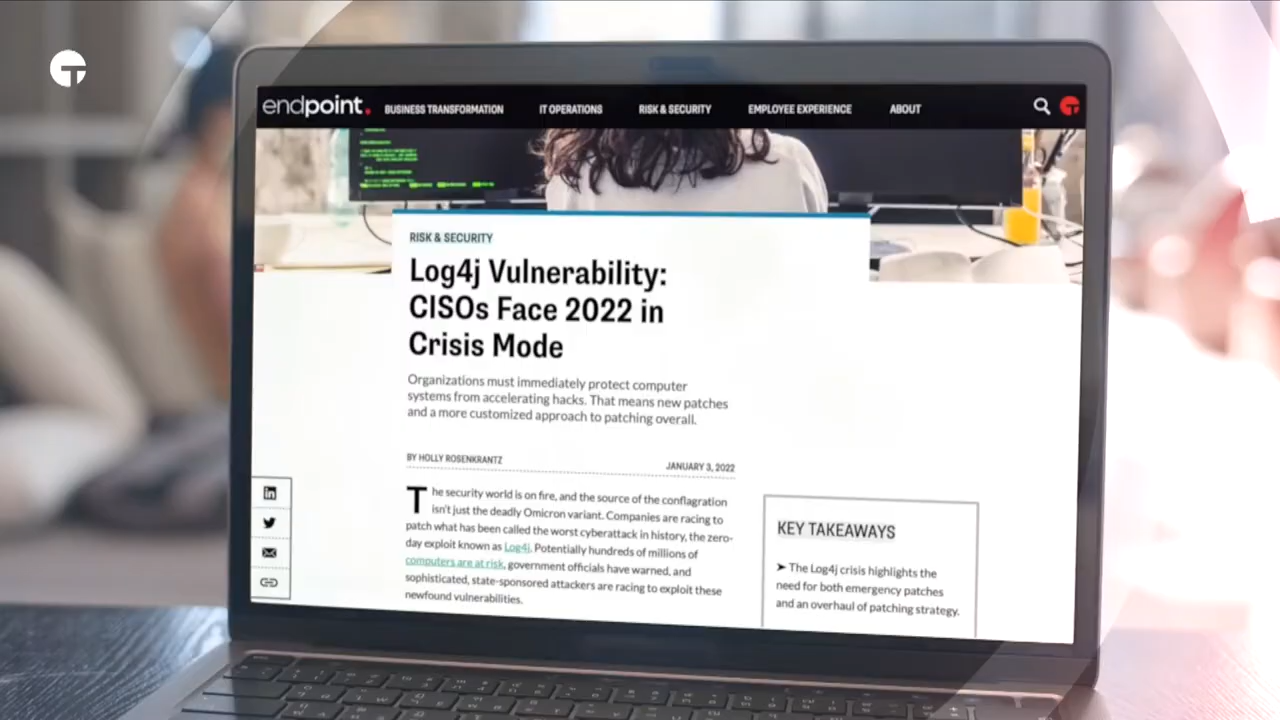 endpoint.
BUSINESS TRANSFORMATION
IT OPERATIONS
RISK & SECURITY
EMPLOYEE EXPERIENCE
ABOUT
RISK & SECURITY
Log4j Vulnerability:
CISOs Face 2022 in
Crisis Mode
Organizations must immediately protect computer
systems from accelerating hacks. That means new patches
and a more customized approach to patching overall.
BY HOLLY ROSENKRANTZ
JANUARY 3, 2022
The security world is on fire, and the source of the conflagration
isn't just the deadly Omicron variant. Companies are racing to
patch what has been called the worst cyberattack in history, the zero-
day exploit known as Log4j. Potentially hundreds of millions of
computers are at risk, government officials have warned, and
sophisticated, state-sponsored attackers are racing to exploit these
newfound vulnerabilities.
KEY TAKEAWAYS
➤ The Log4j crisis highlights the
need for both emergency patches
and an overhaul of patching strategy.